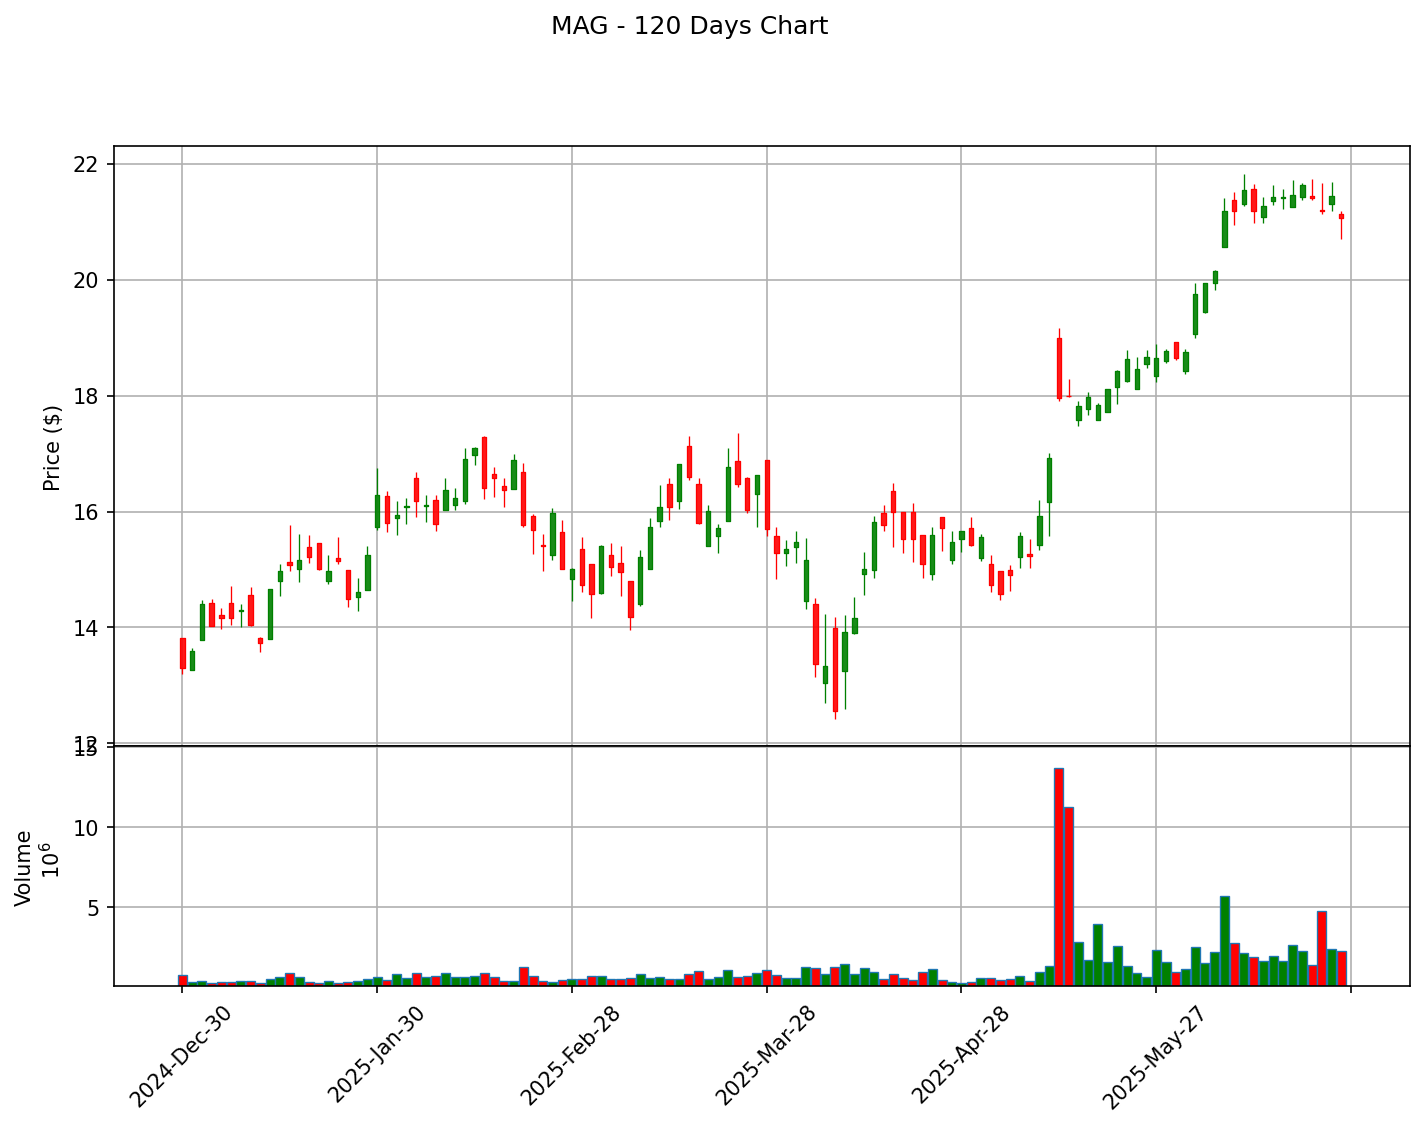 MAG - 120 Days Chart
22
20
18
16
14
12
Price ($)
15
10
5
Volume
10^6
2024-Dec-30
2025-Jan-30
2025-Feb-28
2025-Mar-28
2025-Apr-28
2025-May-27